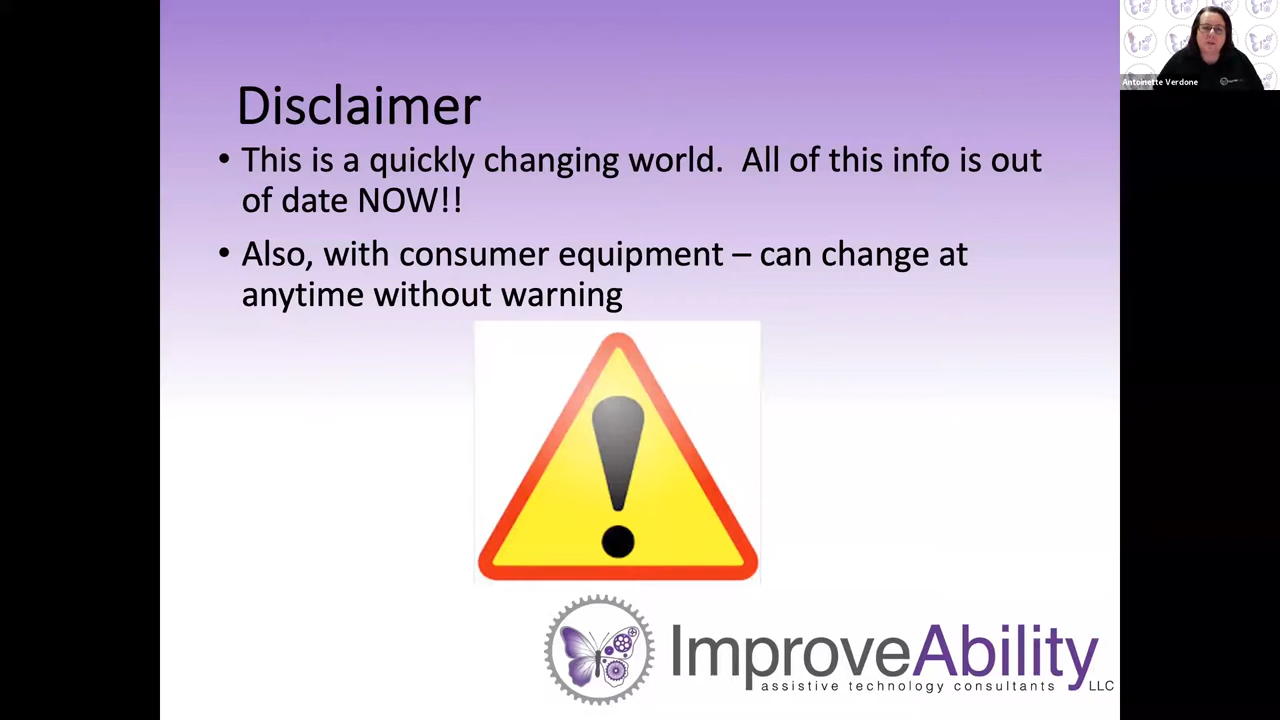 Disclaimer
• This is a quickly changing world.  All of this info is out
of date NOW!!
• Also, with consumer equipment – can change at
anytime without warning
ImproveAbility
assistive technology consultants LLC
Antoinette Verdone